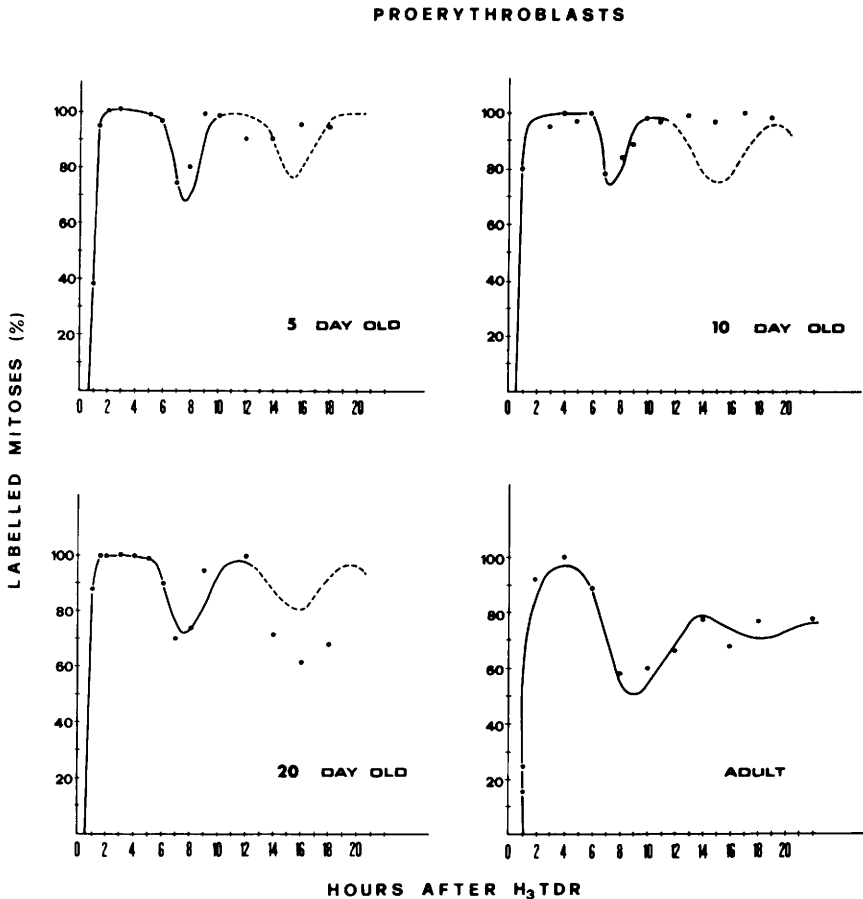 PROERYTHROBLASTS
LABELLED MITOSES (%)
100
80
60
40
20
0 2 4 6 8 10 12 14 16 18 20
5 DAY OLD
100
80
60
40
20
0 2 4 6 8 10 12 14 16 18 20
10 DAY OLD
100
80
60
40
20
0 2 4 6 8 10 12 14 16 18 20
20 DAY OLD
100
80
60
40
20
0 2 4 6 8 10 12 14 16 18 20
ADULT
HOURS AFTER H₃TDR